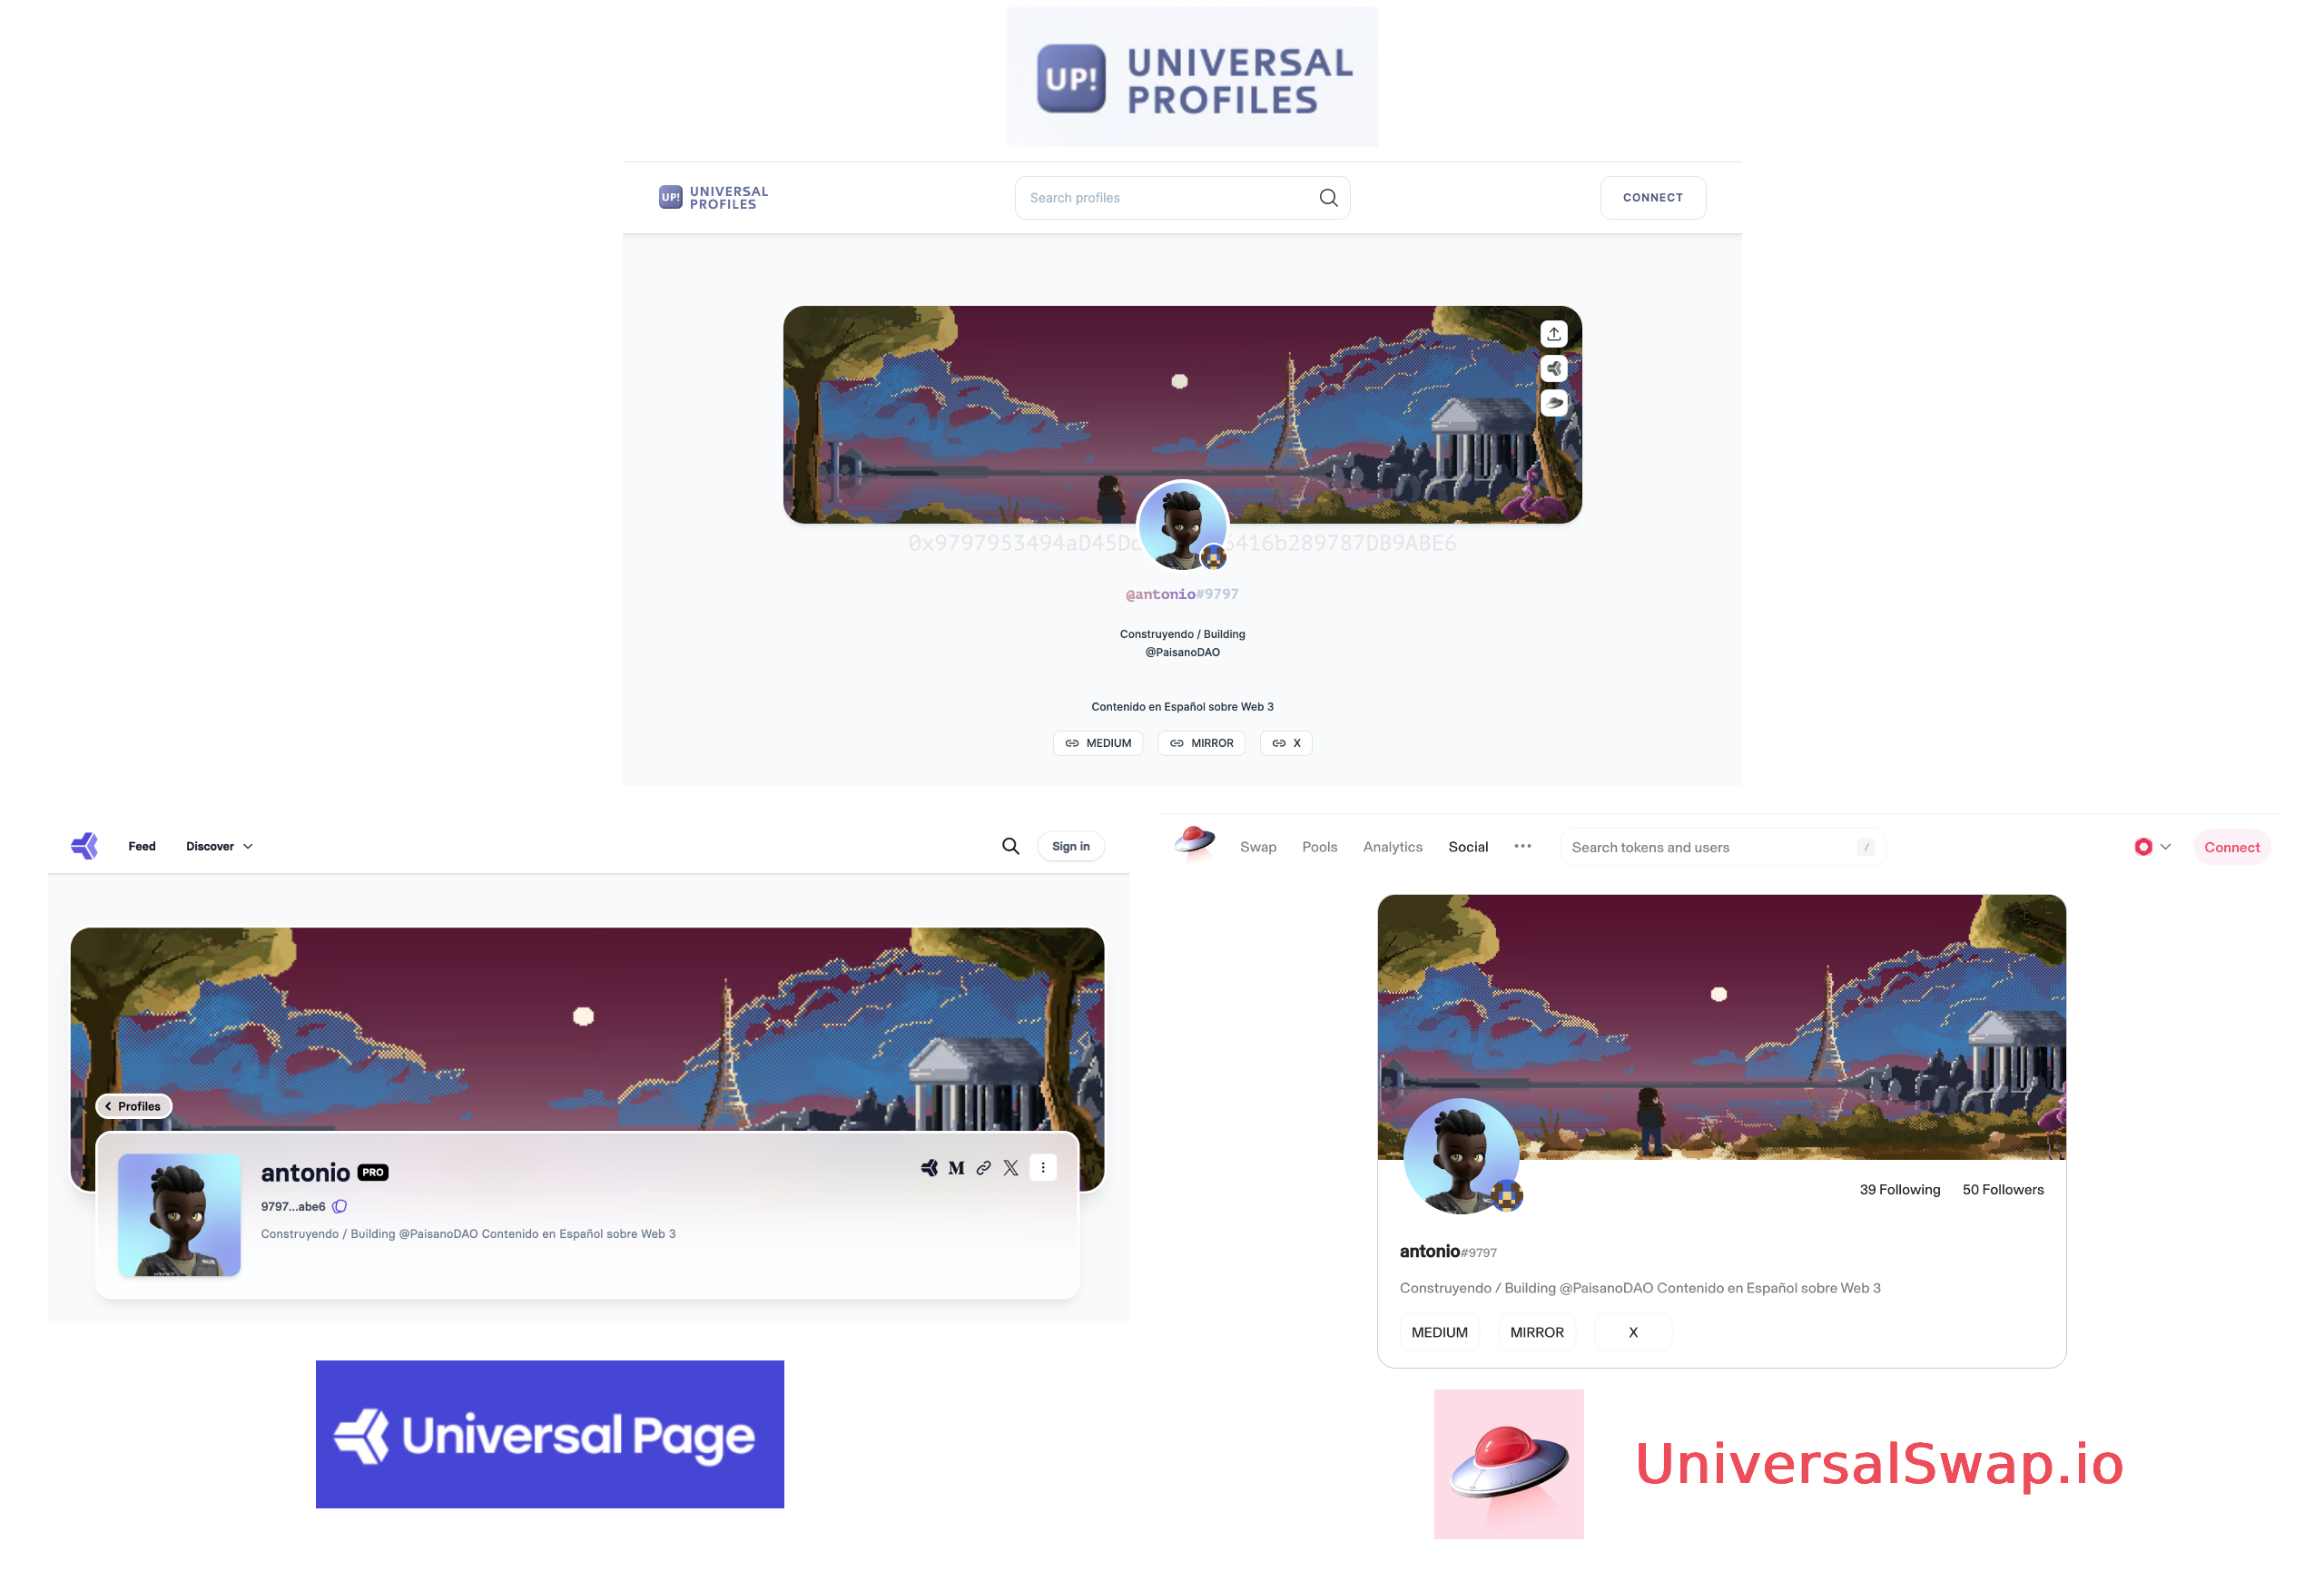 UP! UNIVERSAL
PROFILES
UP! UNIVERSAL
PROFILES
Search profiles
CONNECT
0x9797953494aD45D 5416b289787DB9ABE6
@antonio#9797
Construyendo / Building
@PaisanoDAO
Contenido en Español sobre Web 3
MEDIUM MIRROR X
Feed Discover Sign in
Profiles
antonio PRO
M
9797...abe6
Construyendo / Building @PaisanoDAO Contenido en Español sobre Web 3
Universal Page
Swap Pools Analytics Social Search tokens and users / Connect
39 Following 50 Followers
antonio#9797
Construyendo / Building @PaisanoDAO Contenido en Español sobre Web 3
MEDIUM MIRROR X
UniversalSwap.io